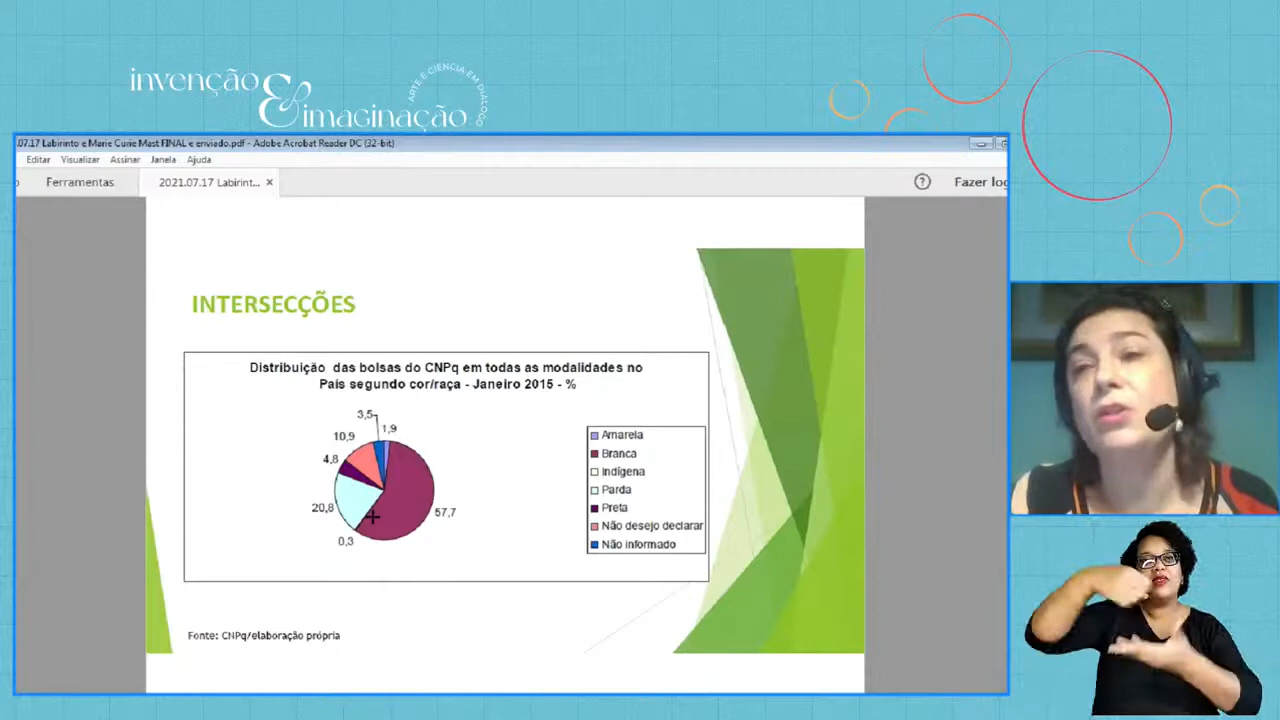 invenção
&
imaginação
ARTE E CIÊNCIA EM DIÁLOGO
.07.17 Labirinto e Marie Curie Mast FINAL e enviado.pdf - Adobe Acrobat Reader DC (32-bit)
Editar Visualizar Assinar Janela Ajuda
Ferramentas
2021.07.17 Labirint... ×
? Fazer log
INTERSECÇÕES
Distribuição das bolsas do CNPq em todas as modalidades no
País segundo cor/raça - Janeiro 2015 - %
3,5
1,9
10,9
4,8
20,8
57,7
0,3
Amarela
Branca
Indígena
Parda
Preta
Não desejo declarar
Não informado
Fonte: CNPq/elaboração própria